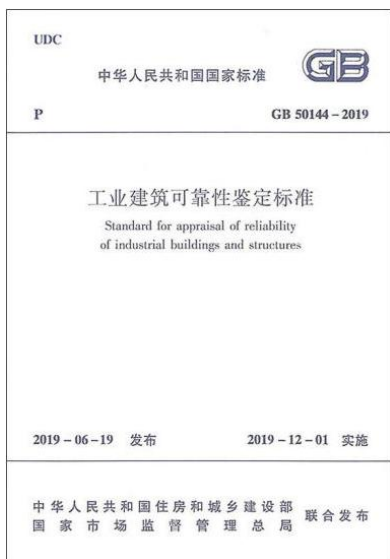 UDC
中华人民共和国国家标准
GB
P
GB 50144-2019
工业建筑可靠性鉴定标准
Standard for appraisal of reliability
of industrial buildings and structures
2019-06-19 发布
2019-12-01 实施
中华人民共和国住房和城乡建设部
国家市场监督管理总局
联合发布